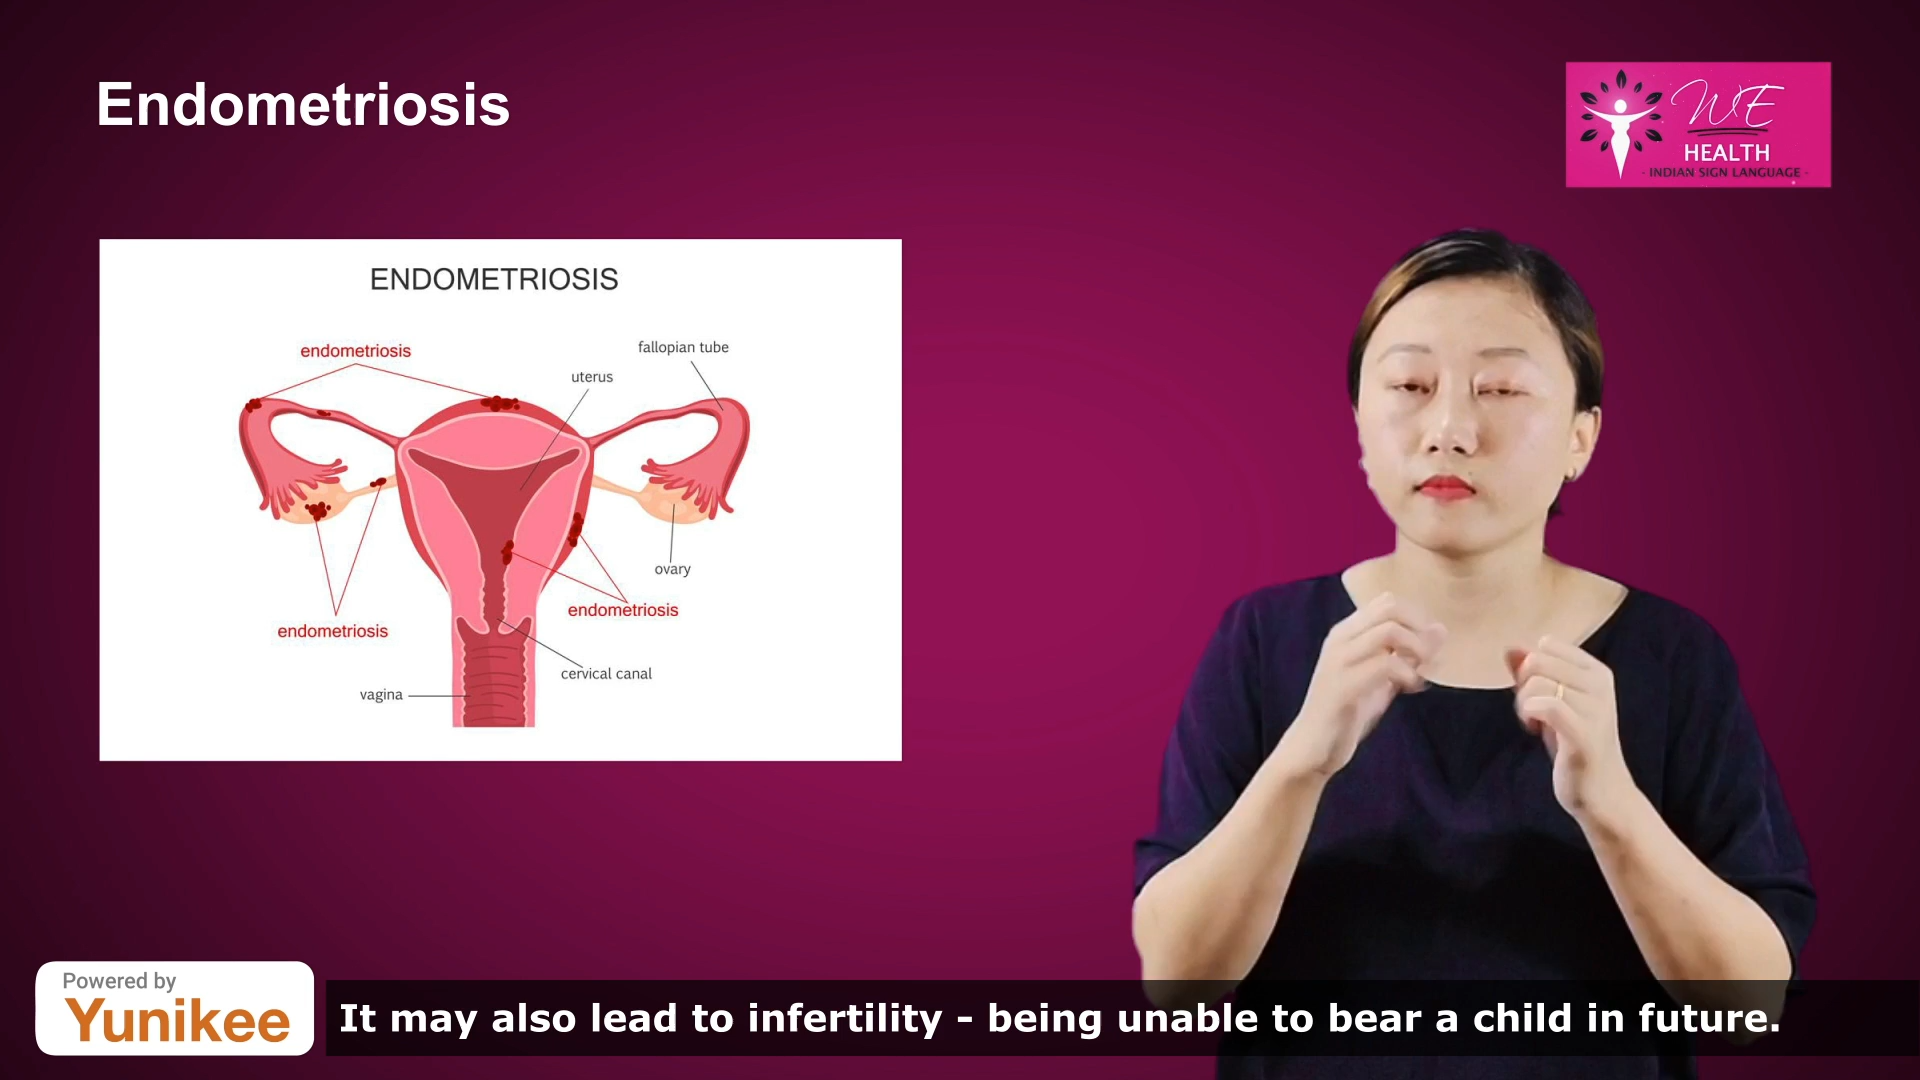 Endometriosis
WE
HEALTH
- INDIAN SIGN LANGUAGE -
ENDOMETRIOSIS
endometriosis
fallopian tube
uterus
ovary
endometriosis
endometriosis
cervical canal
vagina
Powered by
Yunikee
It may also lead to infertility - being unable to bear a child in future.